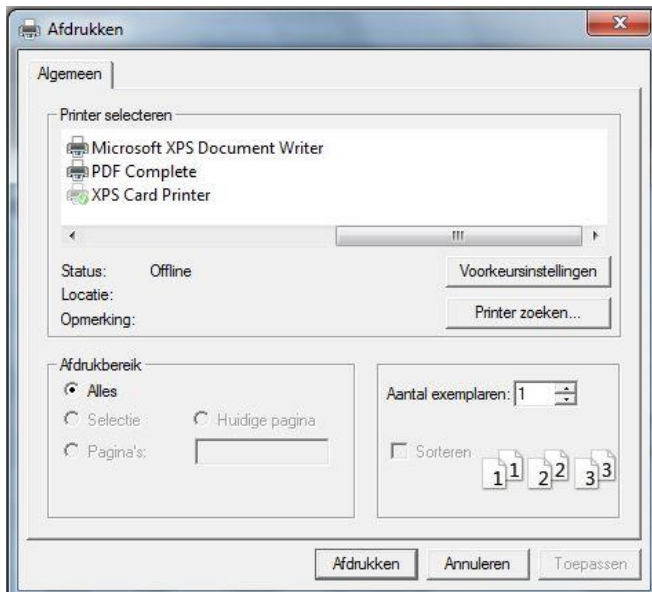 Afdrukken
Algemeen
Printer selecteren
Microsoft XPS Document Writer
PDF Complete
XPS Card Printer
Status: Offline
Voorkeursinstellingen
Locatie:
Opmerking:
Printer zoeken...
Afdrukbereik
Alles
Selectie
Huidige pagina
Pagina's:
Aantal exemplaren: 1
Sorteren
1 1 2 2 3 3
Afdrukken
Annuleren
Toepassen